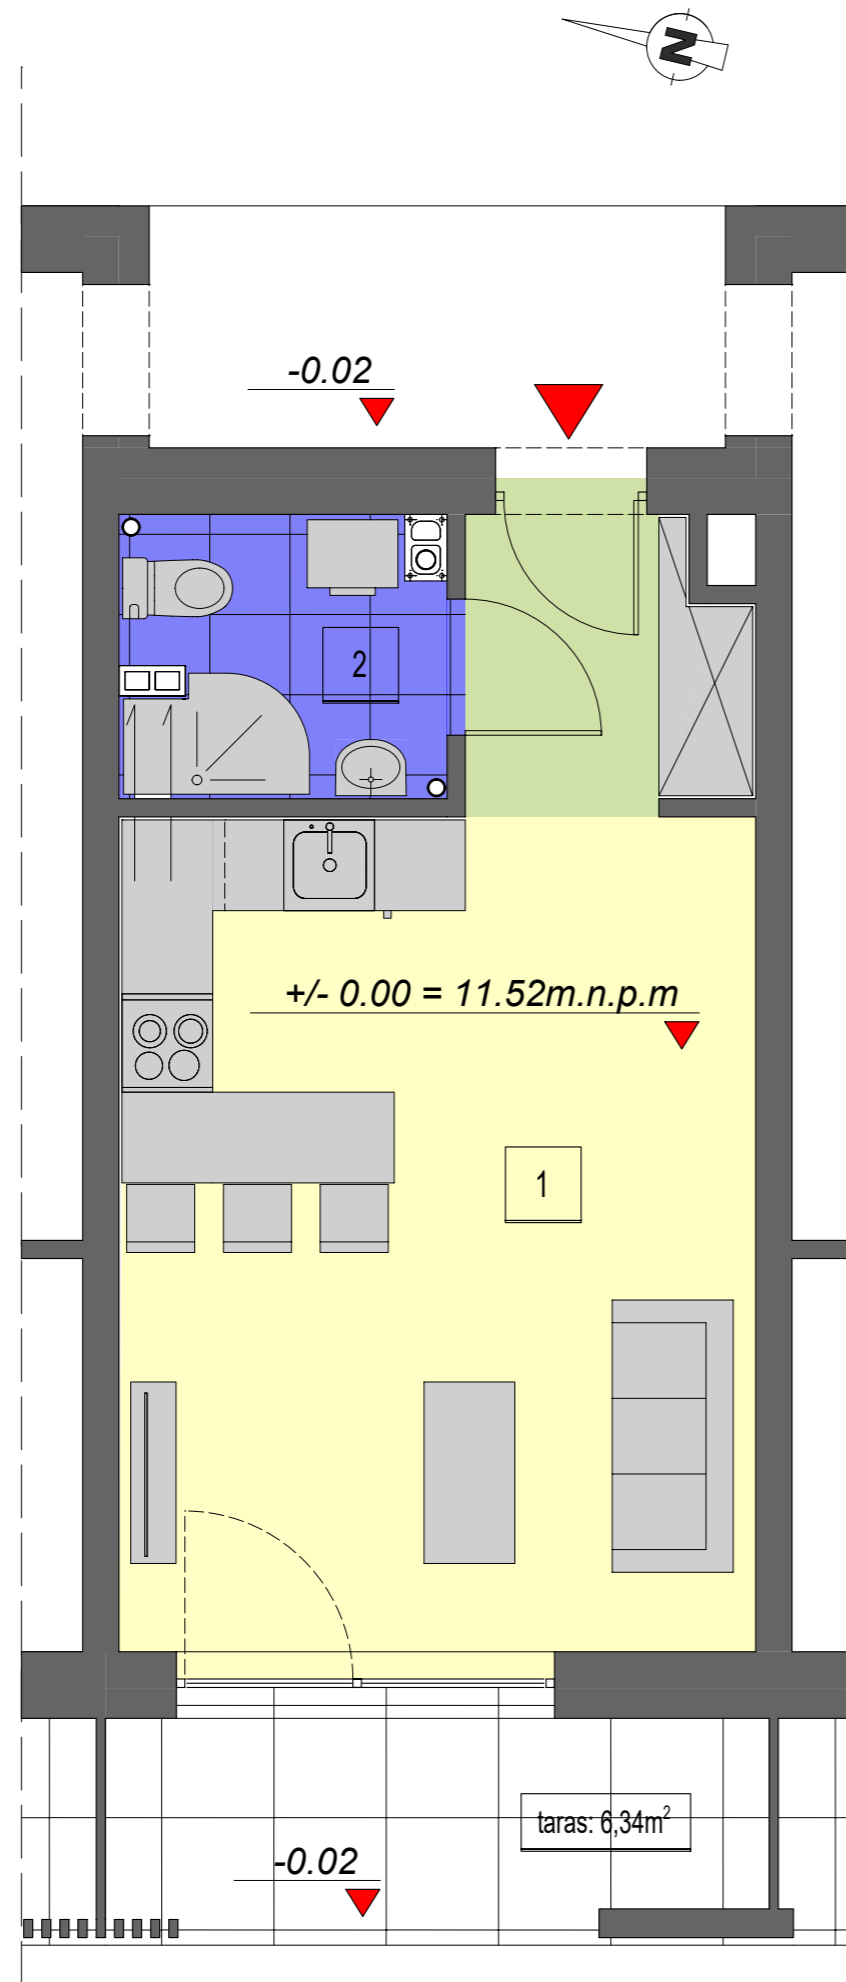 N
-0.02
2
+/- 0.00 = 11.52m.n.p.m
1
taras: 6,34m²
-0.02